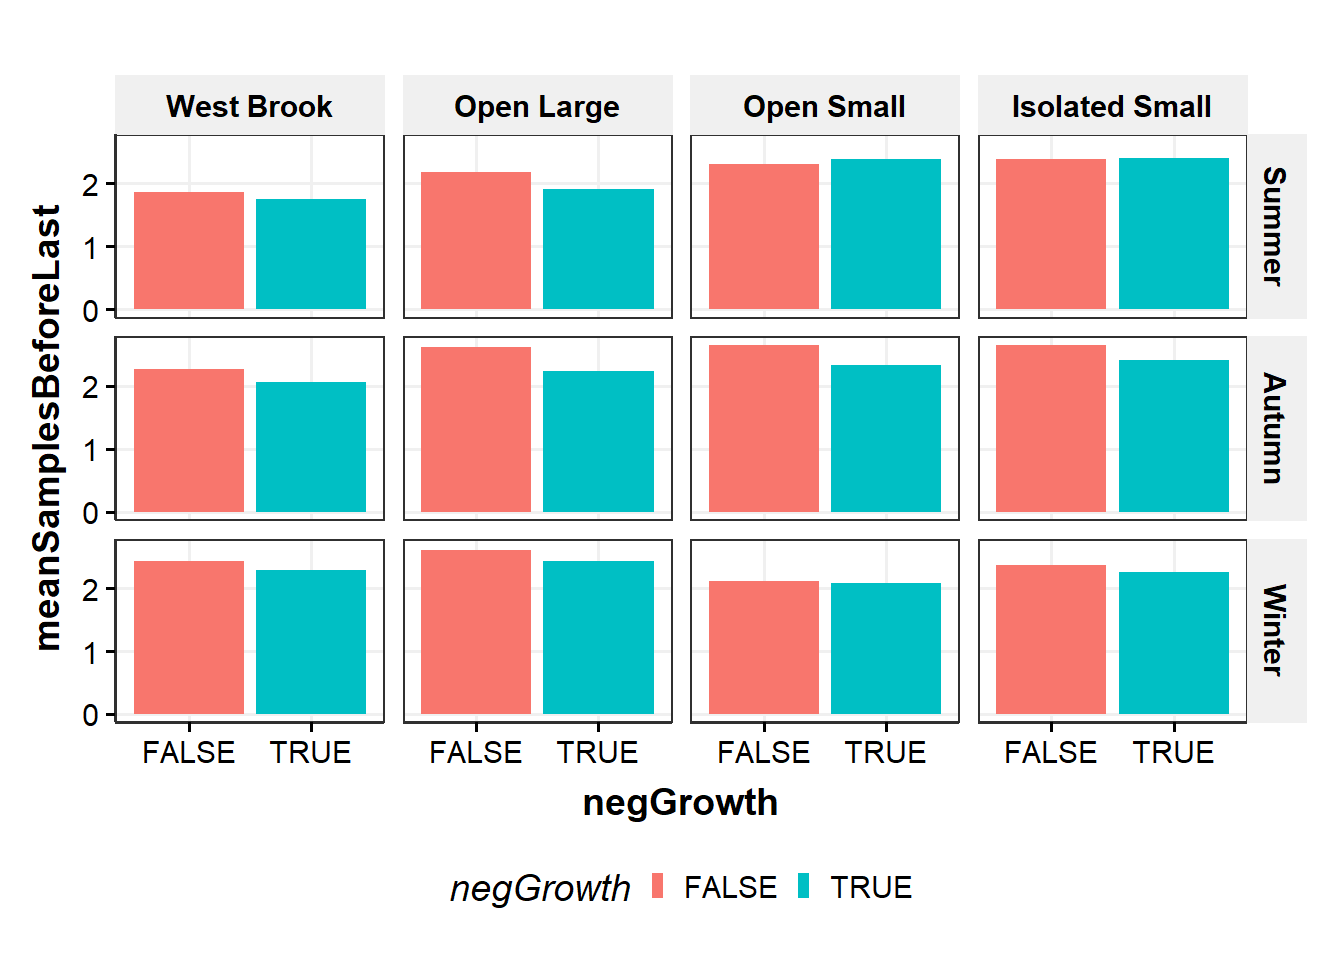 West Brook Open Large Open Small Isolated Small
Summer
2
1
0
Autumn
2
1
0
Winter
2
1
0
meanSamplesBeforeLast
FALSE TRUE FALSE TRUE FALSE TRUE FALSE TRUE
negGrowth
negGrowth FALSE TRUE